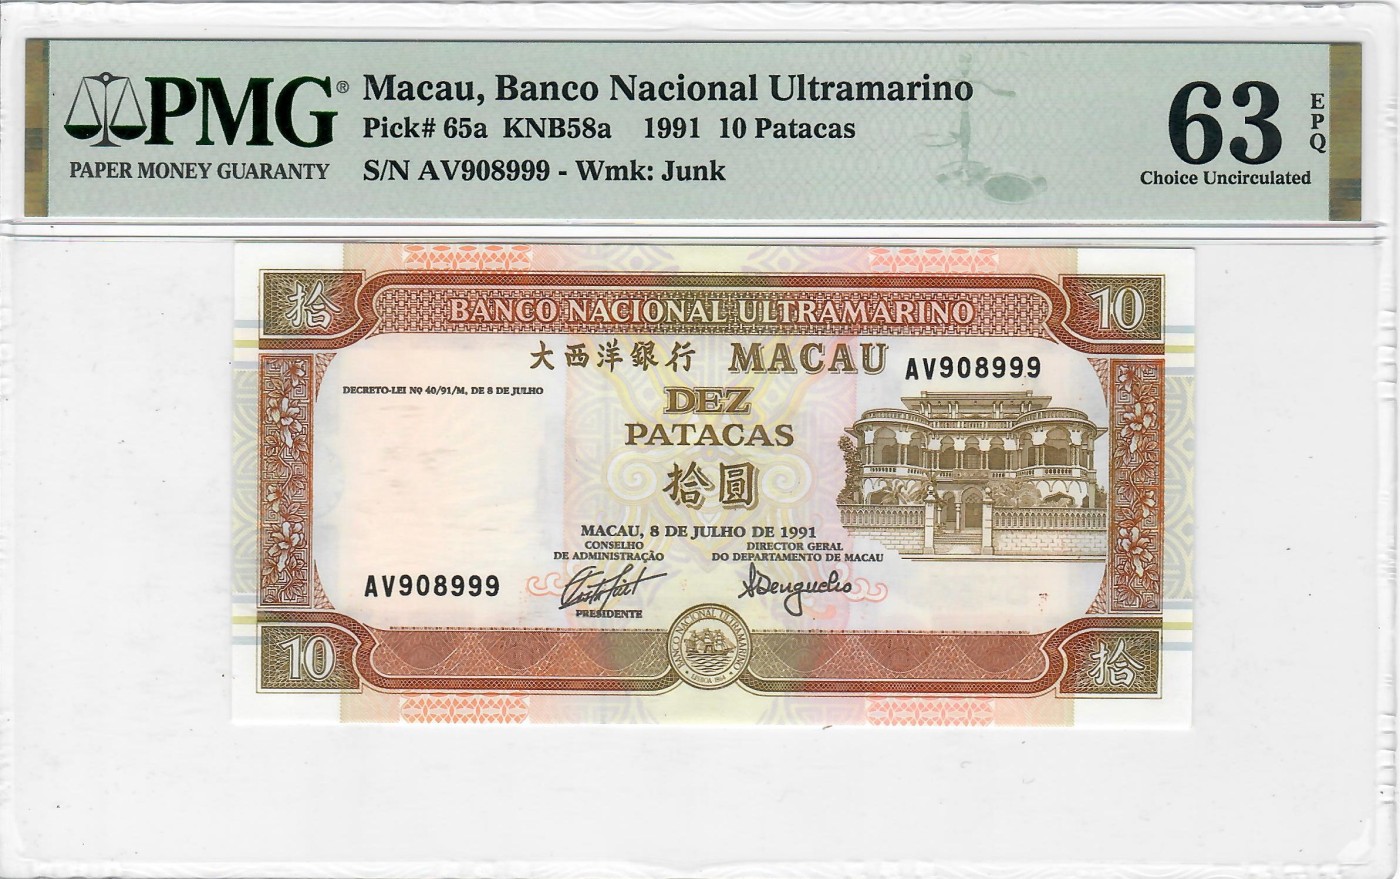 PMG®
PAPER MONEY GUARANTY
Macau, Banco Nacional Ultramarino
Pick# 65a KNB58a 1991 10 Patacas
S/N AV908999 - Wmk: Junk
63 EPQ
Choice Uncirculated
拾
BANCO NACIONAL ULTRAMARINO
10
大西洋銀行 MACAU
AV908999
DECRETO-LEI Nº 40/91/M, DE 8 DE JULHO
DEZ
PATACAS
拾圓
MACAU, 8 DE JULHO DE 1991
CONSELHO
DE ADMINISTRAÇÃO
DIRECTOR GERAL
DO DEPARTAMENTO DE MACAU
AV908999
PRESIDENTE
10
BANCO NACIONAL ULTRAMARINO
LISBOA 1864
拾